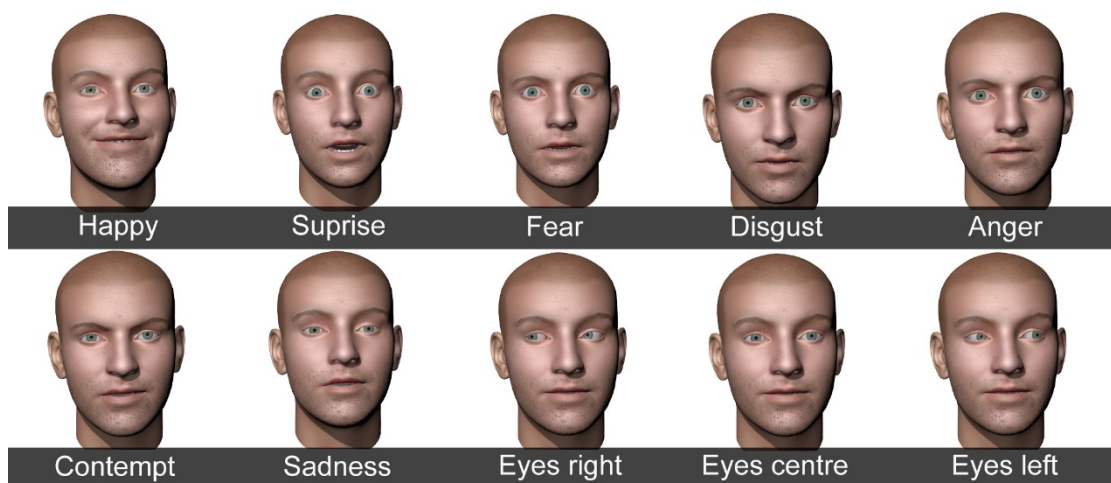 Happy
Suprise
Fear
Disgust
Anger
Contempt
Sadness
Eyes right
Eyes centre
Eyes left